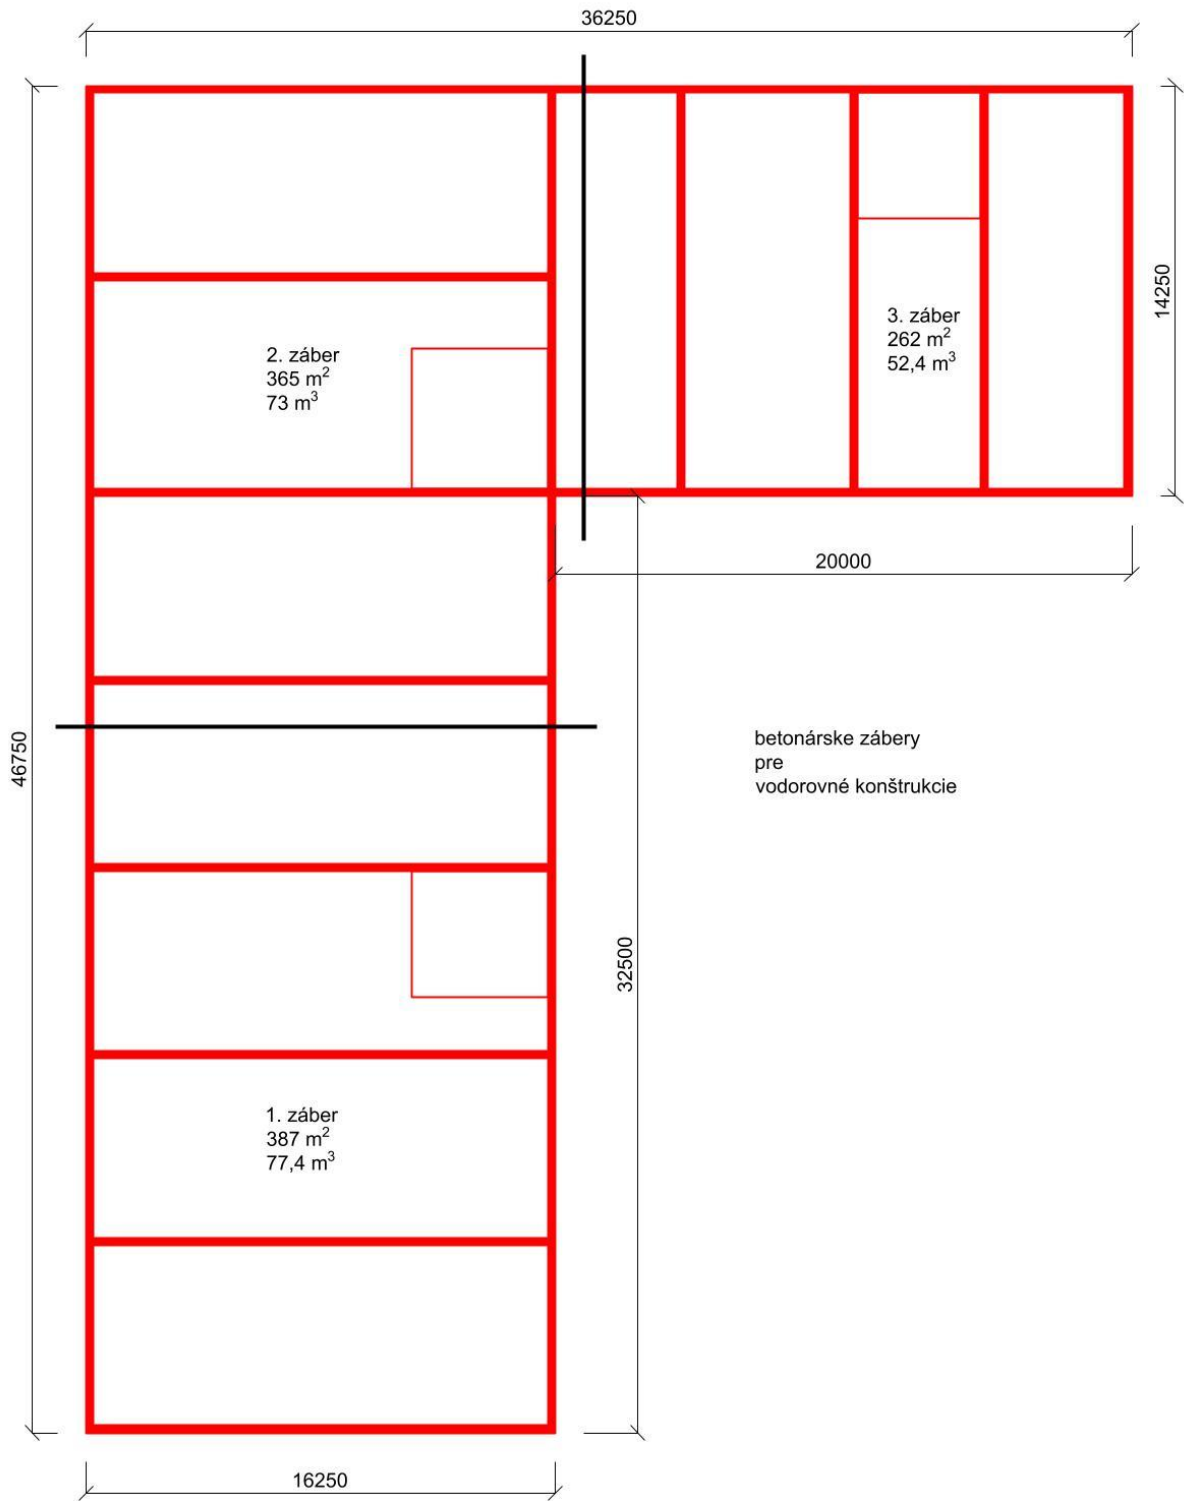 36250
2. záber
365 m²
73 m³
3. záber
262 m²
52,4 m³
14250
20000
46750
betonárske zábery
pre
vodorovné konštrukcie
32500
1. záber
387 m²
77,4 m³
16250